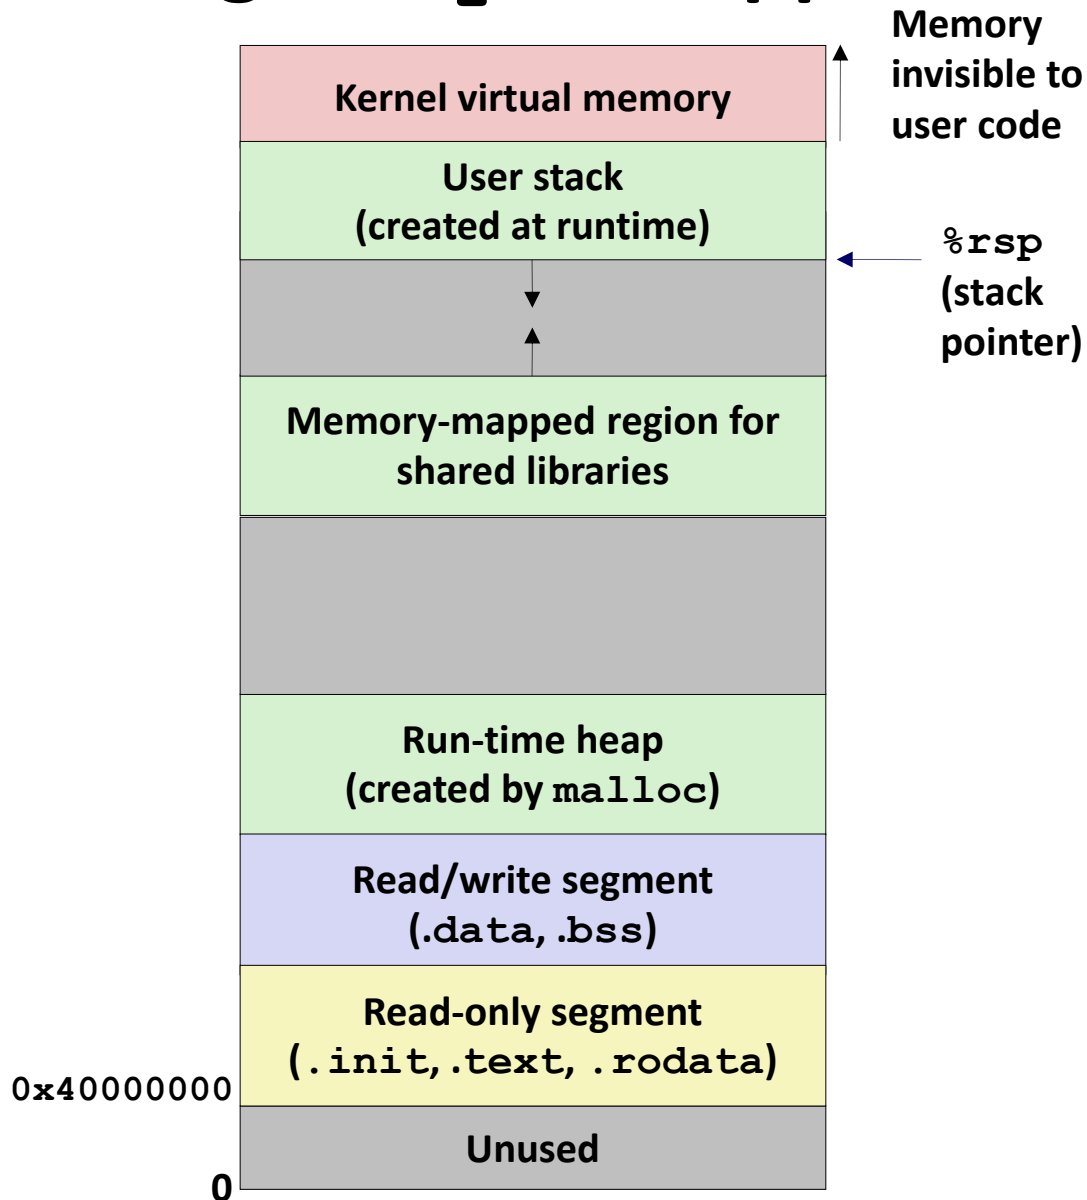 Memory
invisible to
user code
Kernel virtual memory
User stack
(created at runtime)
%rsp
(stack
pointer)
Memory-mapped region for
shared libraries
Run-time heap
(created by malloc)
Read/write segment
(.data, .bss)
Read-only segment
(.init, .text, .rodata)
0x40000000
Unused
0